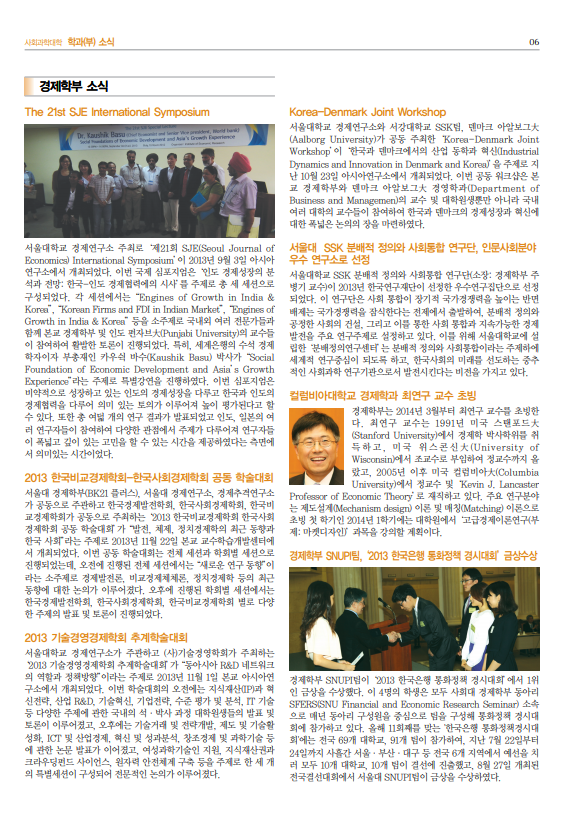 사회과학대학 학과(부) 소식
06
경제학부 소식
The 21st SJE International Symposium
Dr. Kaushik Basu
Social Foundations of Economic Development and Asia's Growth Experience
서울대학교 경제연구소 주최로 '제21회 SJE(Seoul Journal of
Economics) International Symposium'이 2013년 9월 3일 아시아
연구소에서 개최되었다. 이번 국제 심포지엄은 '인도 경제성장의 분
석과 전망: 한국-인도 경제협력에의 시사'를 주제로 총 세 세션으로
구성되었다. 각 세션에서는 "Engines of Growth in India &
Korea", "Korean Firms and FDI in Indian Market", "Engines of
Growth in India & Korea" 등을 소주제로 국내외 여러 전문가들과
함께 본교 경제학부 및 인도 펀자브大(Punjabi University)의 교수들
이 참여하여 활발한 토론이 진행되었다. 특히, 세계은행의 수석 경제
학자이자 부총재인 카우쉭 바수(Kaushik Basu) 박사가 "Social
Foundation of Economic Development and Asia's Growth
Experience"라는 주제로 특별강연을 진행하였다. 이번 심포지엄은
비약적으로 성장하고 있는 인도의 경제성장을 다루고 한국과 인도의
경제협력을 다루어 의미 있는 토의가 이루어져 높이 평가된다고 할
수 있다. 또한 총 여덟 개의 연구 결과가 발표되었고 인도, 일본의 여
러 연구자들이 참여하여 다양한 관점에서 주제가 다루어져 연구자들
이 폭넓고 깊이 있는 고민을 할 수 있는 시간을 제공하였다는 측면에
서 의미있는 시간이었다.
2013 한국비교경제학회-한국사회경제학회 공동 학술대회
서울대 경제학부(BK21 플러스), 서울대 경제연구소, 경제추격연구소
가 공동으로 주관하고 한국경제발전학회, 한국사회경제학회, 한국비
교경제학회가 공동으로 주최하는 '2013 한국비교경제학회 한국사회
경제학회 공동 학술대회'가 "발전, 체제, 정치경제학의 최근 동향과
한국 사회"라는 주제로 2013년 11월 22일 본교 교수학습개발센터에
서 개최되었다. 이번 공동 학술대회는 전체 세션과 학회별 세션으로
진행되었는데, 오전에 진행된 전체 세션에서는 "새로운 연구 동향"이
라는 소주제로 경제발전론, 비교경제체제론, 정치경제학 등의 최근
동향에 대한 논의가 이루어졌다. 오후에 진행된 학회별 세션에서는
한국경제발전학회, 한국사회경제학회, 한국비교경제학회 별로 다양
한 주제의 발표 및 토론이 진행되었다.
2013 기술경영경제학회 추계학술대회
서울대학교 경제연구소가 주관하고 (사)기술경영학회가 주최하는
'2013 기술경영경제학회 추계학술대회'가 "동아시아 R&D 네트워크
의 역할과 정책방향"이라는 주제로 2013년 11월 1일 본교 아시아연
구소에서 개최되었다. 이번 학술대회의 오전에는 지식재산(IP)과 혁
신전략, 산업 R&D, 기술혁신, 기업전략, 수준 평가 및 분석, IT 기술
등 다양한 주제에 관한 국내의 석·박사 과정 대학원생들의 발표 및
토론이 이루어졌고, 오후에는 기술거래 및 전략개발, 제도 및 기술활
성화, ICT 및 산업경제, 혁신 및 성과분석, 창조경제 및 과학기술 등
에 관한 논문 발표가 이어졌고, 여성과학기술인 지원, 지식재산권과
크라우딩펀드 사이언스, 원자력 안전체계 구축 등을 주제로 한 세 개
의 특별세션이 구성되어 전문적인 논의가 이루어졌다.
Korea-Denmark Joint Workshop
서울대학교 경제연구소와 서강대학교 SSK팀, 덴마크 아알보그大
(Aalborg University)가 공동 주최한 'Korea-Denmark Joint
Workshop'이 '한국과 덴마크에서의 산업 동학과 혁신(Industrial
Dynamics and Innovation in Denmark and Korea)'을 주제로 지
난 10월 23일 아시아연구소에서 개최되었다. 이번 공동 워크샵은 본
교 경제학부와 덴마크 아알보그大 경영학과(Department of
Business and Managemen)의 교수 및 대학원생뿐만 아니라 국내
여러 대학의 교수들이 참여하여 한국과 덴마크의 경제성장과 혁신에
대한 폭넓은 논의의 장을 마련하였다.
서울대 SSK 분배적 정의와 사회통합 연구단, 인문사회분야
우수 연구소로 선정
서울대학교 SSK 분배적 정의와 사회통합 연구단(소장: 경제학부 주
병기 교수)이 2013년 한국연구재단이 선정한 우수연구집단으로 선정
되었다. 이 연구단은 사회 통합이 장기적 국가경쟁력을 높이는 반면
배제는 국가경쟁력을 잠식한다는 전제에서 출발하여, 분배적 정의와
공정한 사회의 건설, 그리고 이를 통한 사회 통합과 지속가능한 경제
발전을 주요 연구주제로 설정하고 있다. 이를 위해 서울대학교에 설
립한 '분배정의연구센터'는 분배적 정의와 사회통합이라는 주제하에
세계적 연구중심이 되도록 하고, 한국사회의 미래를 선도하는 중추
적인 사회과학 연구기관으로서 발전시킨다는 비전을 가지고 있다.
컬럼비아대학교 경제학과 최연구 교수 초빙
경제학부는 2014년 3월부터 최연구 교수를 초빙한
다. 최연구 교수는 1991년 미국 스탠포드大
(Stanford University)에서 경제학 박사학위를 취
득하고, 미국 위스콘신大(University of
Wisconsin)에서 조교수로 부임하여 정교수까지 올
랐고, 2005년 이후 미국 컬럼비아大(Columbia
University)에서 정교수 및 'Kevin J. Lancaster
Professor of Economic Theory'로 재직하고 있다. 주요 연구분야
는 제도설계(Mechanism design) 이론 및 매칭(Matching) 이론으로
초빙 첫 학기인 2014년 1학기에는 대학원에서 '고급경제이론연구(부
제: 마켓디자인)' 과목을 강의할 계획이다.
경제학부 SNUPI팀, '2013 한국은행 통화정책 경시대회' 금상수상
경제학부 SNUPI팀이 '2013 한국은행 통화정책 경시대회'에서 1위
인 금상을 수상했다. 이 4명의 학생은 모두 사회대 경제학부 동아리
SFERS(SNU Financial and Economic Research Seminar) 소속
으로 매년 동아리 구성원을 중심으로 팀을 구성해 통화정책 경시대
회에 참가하고 있다. 올해 11회째를 맞는 '한국은행 통화정책경시대
회'에는 전국 69개 대학교, 91개 팀이 참가하여, 지난 7월 22일부터
24일까지 사흘간 서울·부산·대구 등 전국 6개 지역에서 예선을 치
러 모두 10개 대학교, 10개 팀이 결선에 진출했고, 8월 27일 개최된
전국결선대회에서 서울대 SNUPI팀이 금상을 수상하였다.